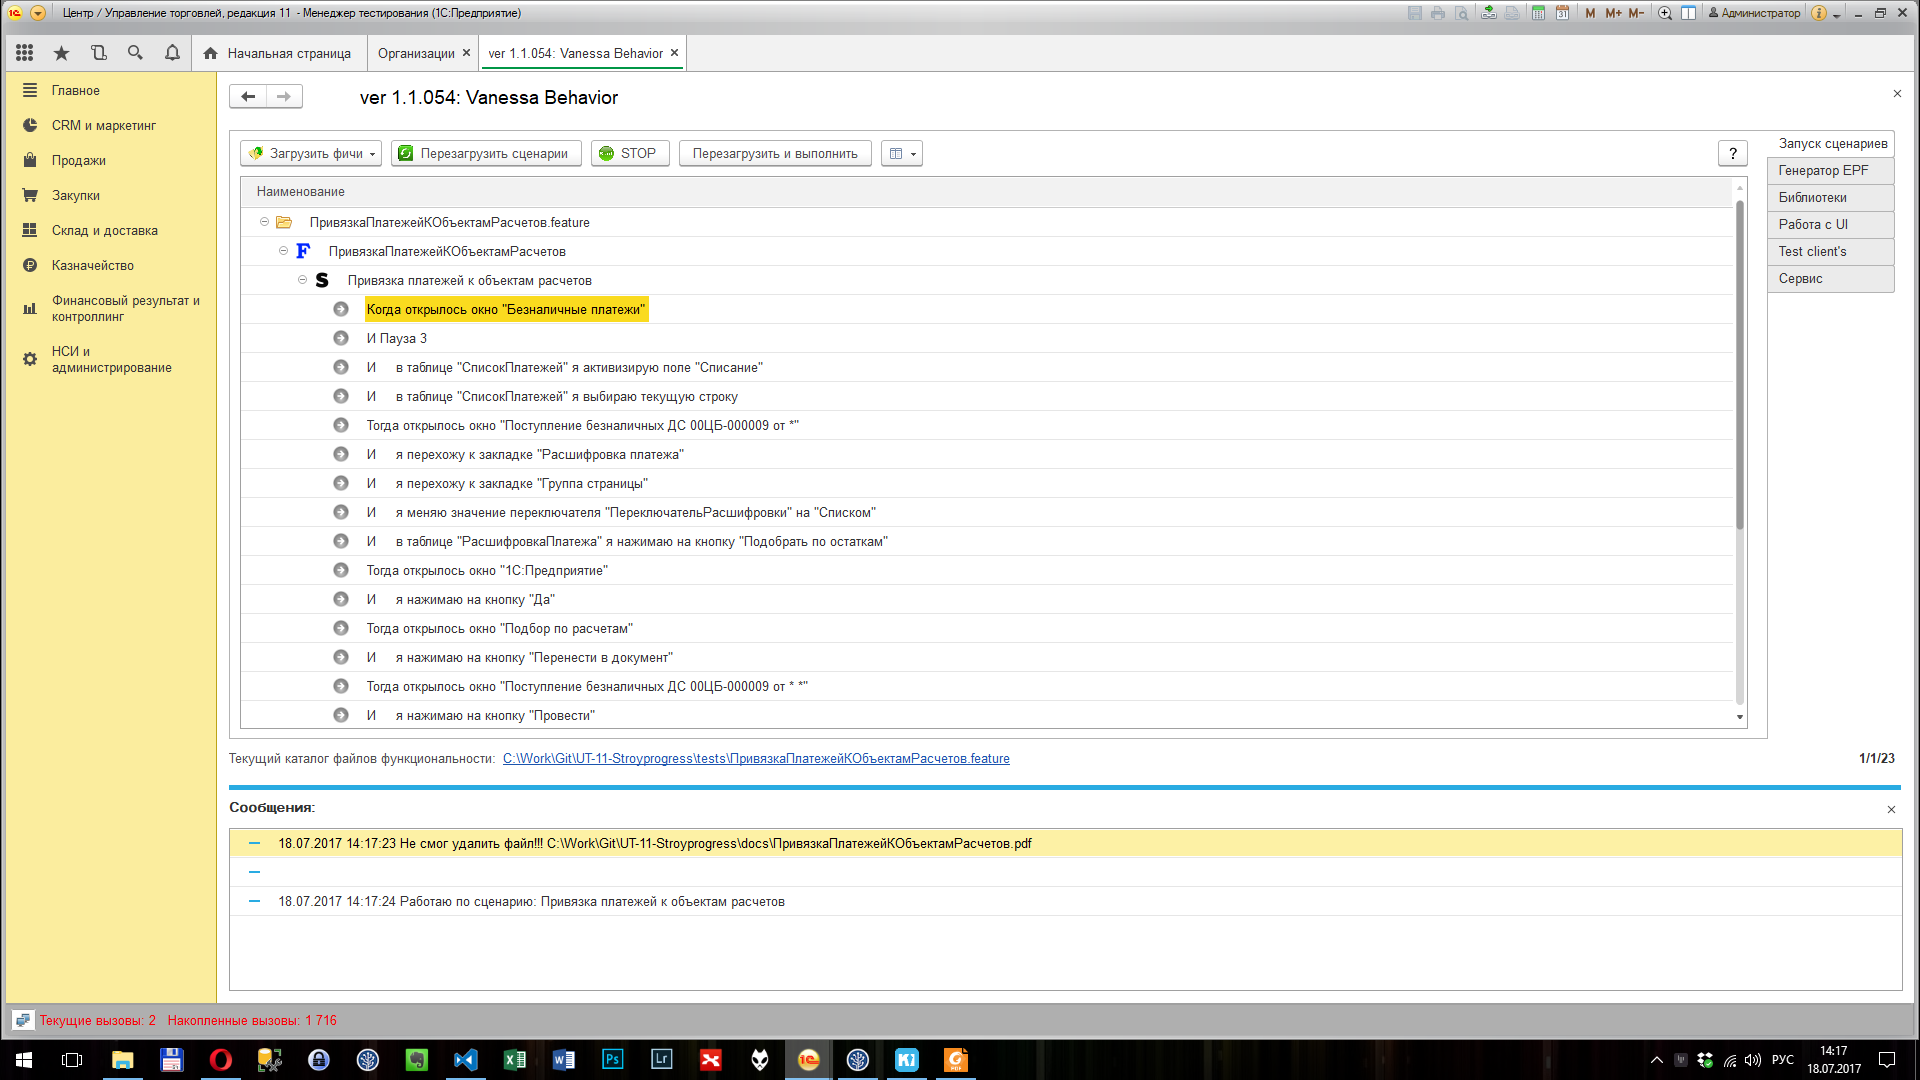 Центр / Управление торговлей, редакция 11 - Менеджер тестирования (1С:Предприятие)
M M+ M- Администратор
Начальная страница
Организации
ver 1.1.054: Vanessa Behavior
Главное
CRM и маркетинг
Продажи
Закупки
Склад и доставка
Казначейство
Финансовый результат и
контроллинг
НСИ и
администрирование
ver 1.1.054: Vanessa Behavior
Загрузить фичи
Перезагрузить сценарии
STOP
Перезагрузить и выполнить
?
Запуск сценариев
Генератор EPF
Библиотеки
Работа с UI
Test client's
Сервис
Наименование
ПривязкаПлатежейКОбъектамРасчетов.feature
F ПривязкаПлатежейКОбъектамРасчетов
S Привязка платежей к объектам расчетов
Когда открылось окно "Безналичные платежи"
И Пауза 3
И в таблице "СписокПлатежей" я активизирую поле "Списание"
И в таблице "СписокПлатежей" я выбираю текущую строку
Тогда открылось окно "Поступление безналичных ДС 00ЦБ-000009 от *"
И я перехожу к закладке "Расшифровка платежа"
И я перехожу к закладке "Группа страницы"
И я меняю значение переключателя "ПереключательРасшифровки" на "Списком"
И в таблице "РасшифровкаПлатежа" я нажимаю на кнопку "Подобрать по остаткам"
Тогда открылось окно "1С:Предприятие"
И я нажимаю на кнопку "Да"
Тогда открылось окно "Подбор по расчетам"
И я нажимаю на кнопку "Перенести в документ"
Тогда открылось окно "Поступление безналичных ДС 00ЦБ-000009 от * *"
И я нажимаю на кнопку "Провести"
Текущий каталог файлов функциональности: C:\Work\Git\UT-11-Stroyprogress\tests\ПривязкаПлатежейКОбъектамРасчетов.feature
1/1/23
Сообщения:
18.07.2017 14:17:23 Не смог удалить файл!!! C:\Work\Git\UT-11-Stroyprogress\docs\ПривязкаПлатежейКОбъектамРасчетов.pdf
18.07.2017 14:17:24 Работаю по сценарию: Привязка платежей к объектам расчетов
Текущие вызовы: 2 Накопленные вызовы: 1 716
Ps
Lr
Ki
РУС
14:17
18.07.2017